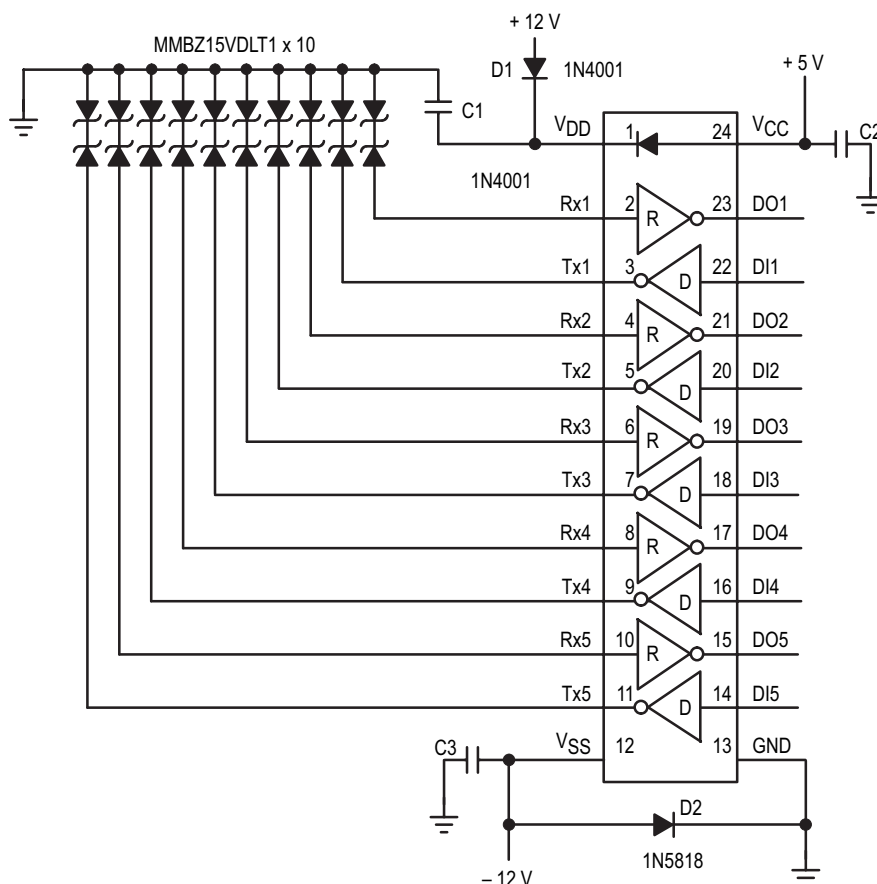 + 12 V
MMBZ15VDLT1 x 10
D1 1N4001
+ 5 V
C1
VDD 1 24 VCC C2
1N4001
Rx1 2 R 23 DO1
Tx1 3 D 22 DI1
Rx2 4 R 21 DO2
Tx2 5 D 20 DI2
Rx3 6 R 19 DO3
Tx3 7 D 18 DI3
Rx4 8 R 17 DO4
Tx4 9 D 16 DI4
Rx5 10 R 15 DO5
Tx5 11 D 14 DI5
C3 VSS 12 13 GND
D2
1N5818
– 12 V